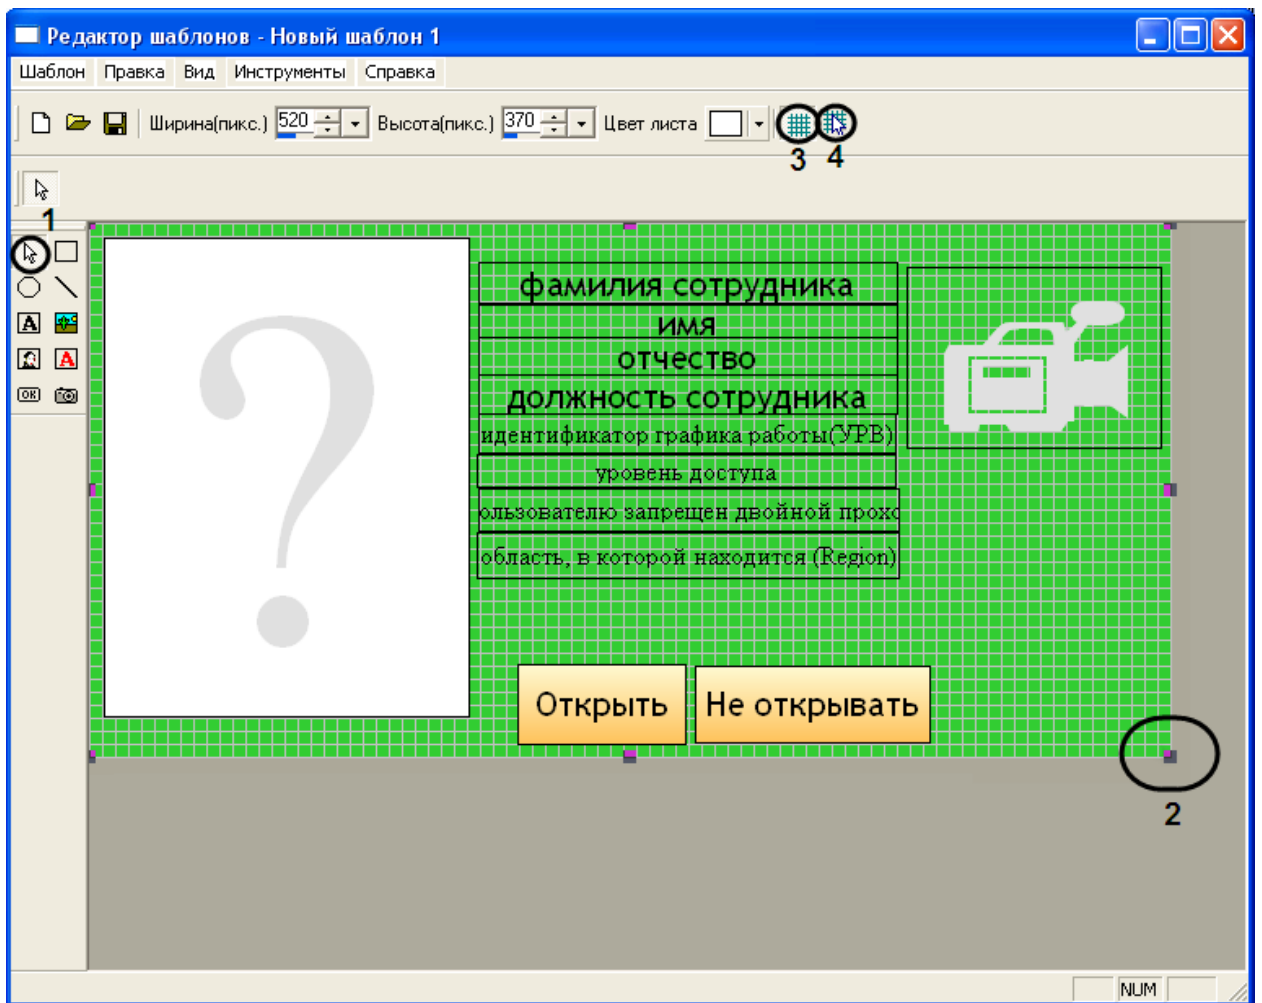 Редактор шаблонов - Новый шаблон 1
Шаблон Правка Вид Инструменты Справка
Ширина(пикс.) 520 Высота(пикс.) 370 Цвет листа
3 4
1
A
A
OK
?
фамилия сотрудника
имя
отчество
должность сотрудника
идентификатор графика работы(УРВ)
уровень доступа
ользователю запрещен двойной прохо
область, в которой находится (Region)
Открыть Не открывать
2
NUM